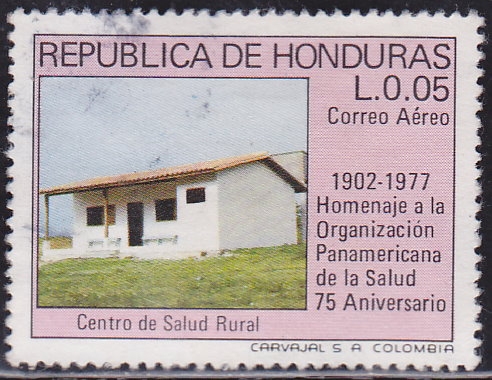 REPUBLICA DE HONDURAS
L.0.05
Correo Aéreo
1902-1977
Homenaje a la
Organización
Panamericana
de la Salud
75 Aniversario
Centro de Salud Rural
CARVAJAL S A COLOMBIA